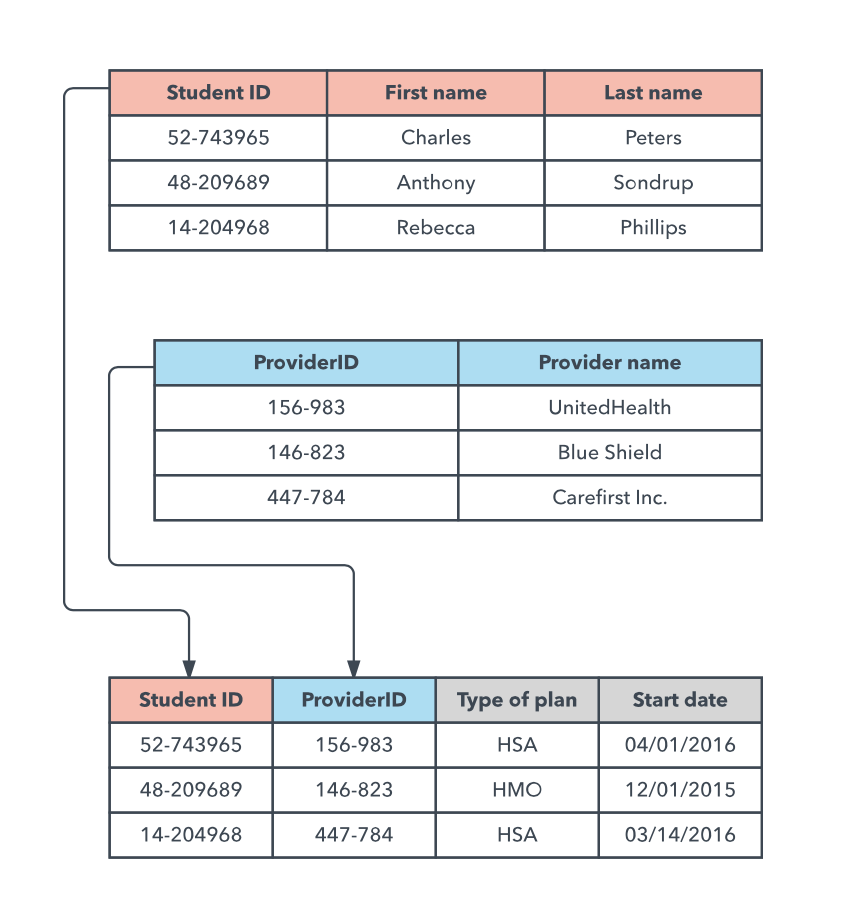 Student ID First name Last name
52-743965 Charles Peters
48-209689 Anthony Sondrup
14-204968 Rebecca Phillips
ProviderID Provider name
156-983 UnitedHealth
146-823 Blue Shield
447-784 Carefirst Inc.
Student ID ProviderID Type of plan Start date
52-743965 156-983 HSA 04/01/2016
48-209689 146-823 HMO 12/01/2015
14-204968 447-784 HSA 03/14/2016